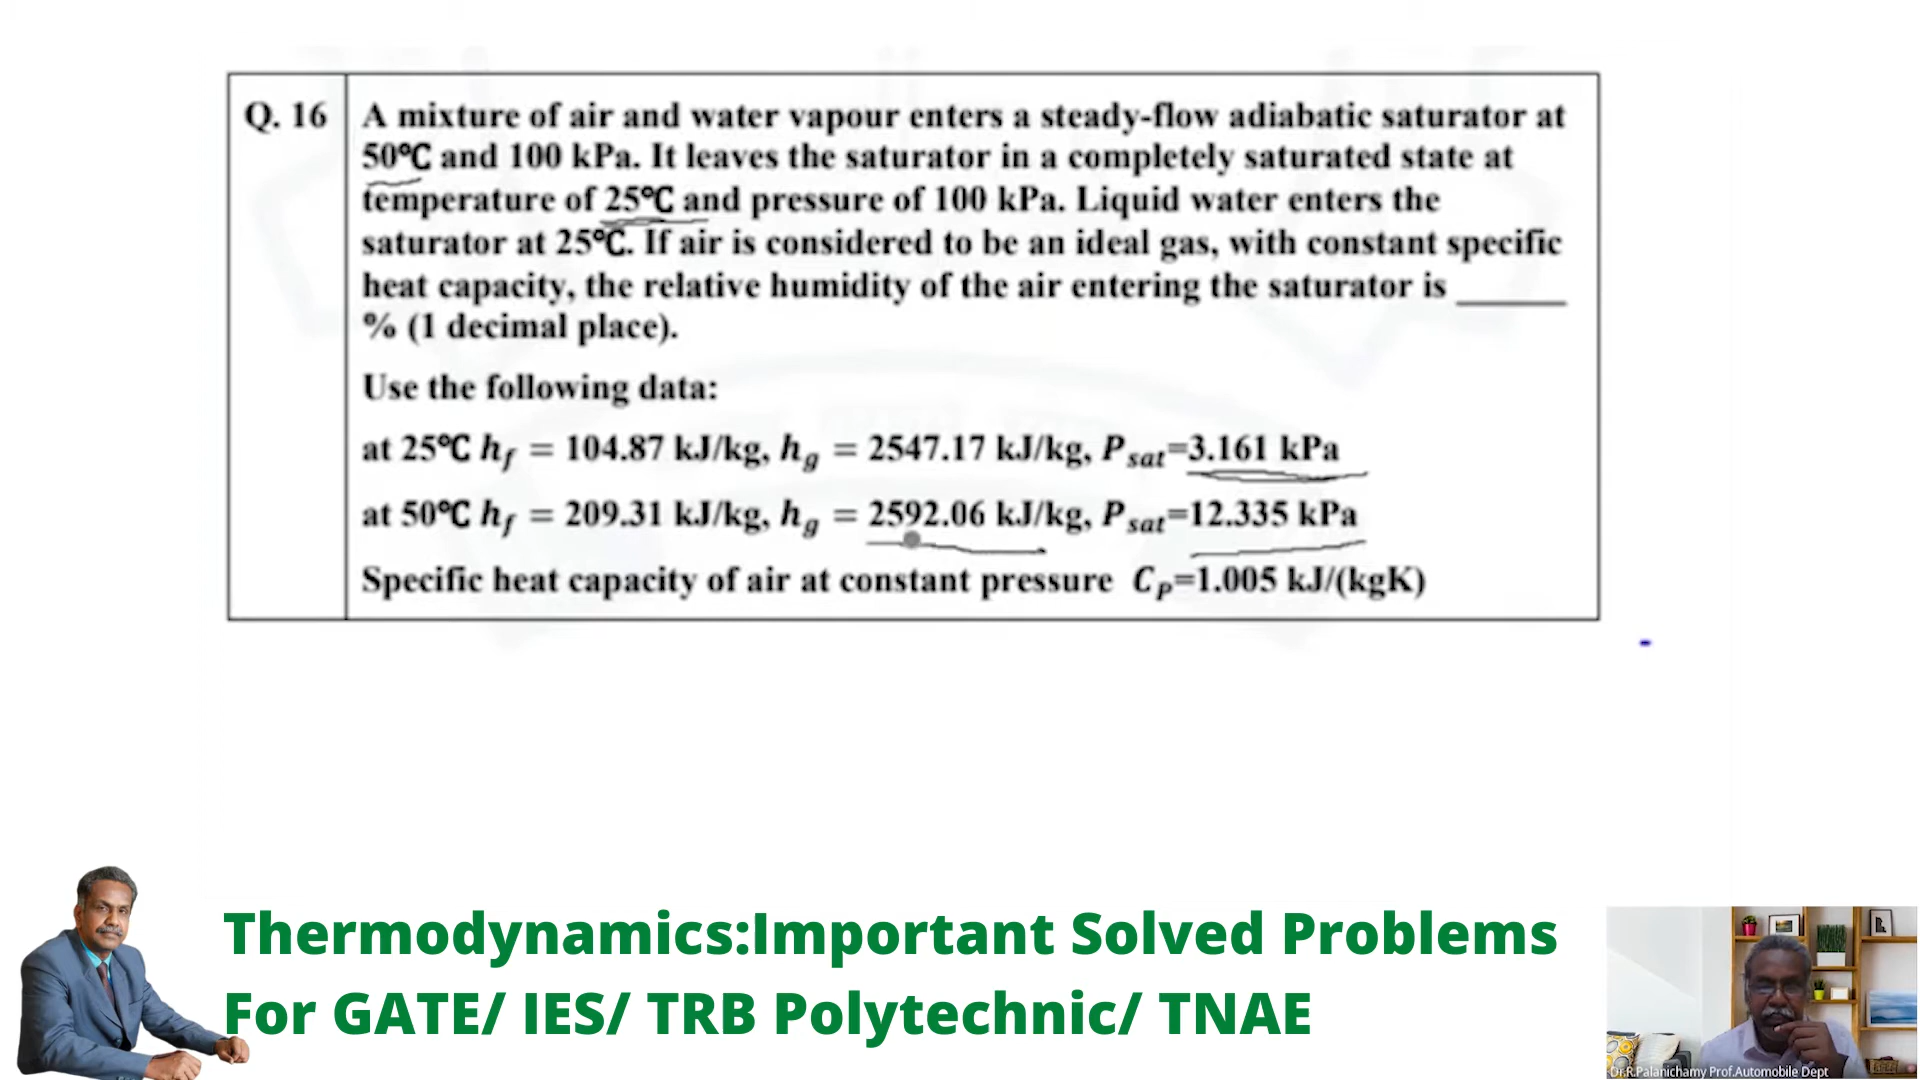 Q. 16
A mixture of air and water vapour enters a steady-flow adiabatic saturator at
50°C and 100 kPa. It leaves the saturator in a completely saturated state at
temperature of 25°C and pressure of 100 kPa. Liquid water enters the
saturator at 25°C. If air is considered to be an ideal gas, with constant specific
heat capacity, the relative humidity of the air entering the saturator is ______
% (1 decimal place).
Use the following data:
at 25°C h_f = 104.87 kJ/kg, h_g = 2547.17 kJ/kg, P_sat=3.161 kPa
at 50°C h_f = 209.31 kJ/kg, h_g = 2592.06 kJ/kg, P_sat=12.335 kPa
Specific heat capacity of air at constant pressure C_P=1.005 kJ/(kgK)
Thermodynamics:Important Solved Problems
For GATE/ IES/ TRB Polytechnic/ TNAE
Dr.R.Palanichamy Prof.Automobile Dept